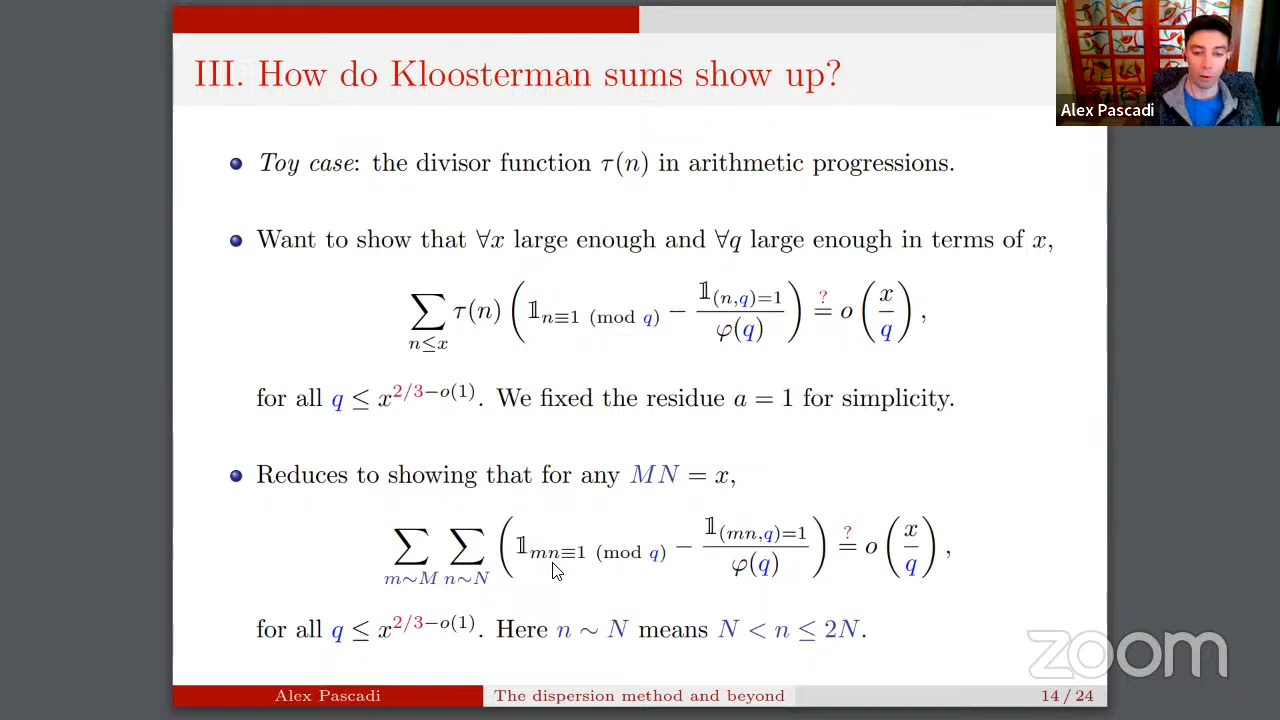 III. How do Kloosterman sums show up?
Alex Pascadi
Toy case: the divisor function τ(n) in arithmetic progressions.
Want to show that ∀x large enough and ∀q large enough in terms of x,
∑_{n≤x} τ(n) ( 𝟙_{n≡1 (mod q)} − 𝟙_{(n,q)=1} / φ(q) ) ?= o( x / q ),
for all q ≤ x^{2/3−o(1)}. We fixed the residue a = 1 for simplicity.
Reduces to showing that for any MN = x,
∑_{m∼M} ∑_{n∼N} ( 𝟙_{mn≡1 (mod q)} − 𝟙_{(mn,q)=1} / φ(q) ) ?= o( x / q ),
for all q ≤ x^{2/3−o(1)}. Here n ∼ N means N < n ≤ 2N.
zoom
Alex Pascadi The dispersion method and beyond 14 / 24